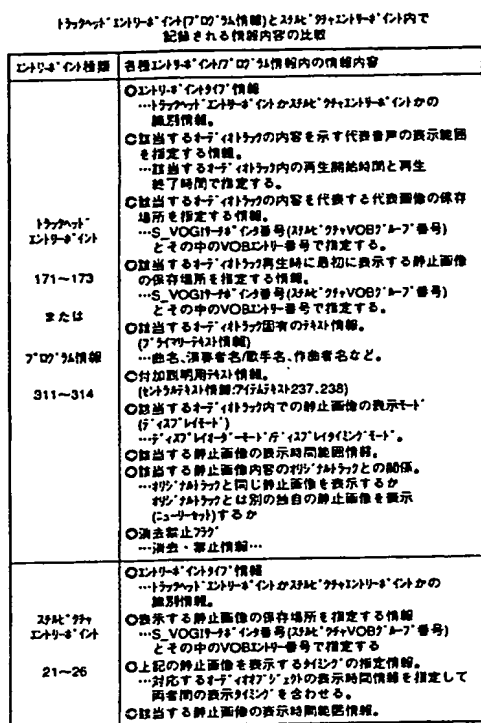 トラックヘッドエントリーポイント(プログラム情報)とスチルピクチャエントリーポイント内で
記録される情報内容の比較
エントリーポイント種類
各種エントリーポイント/プログラム情報内の情報内容
トラックヘッド
エントリーポイント
171〜173
または
プログラム情報
311〜314
○エントリーポイントタイプ情報
…トラックヘッドエントリーポイントかスチルピクチャエントリーポイントかの
識別情報。
○該当するオーディオトラックの内容を示す代表音声の表示範囲
を指定する情報。
…該当するオーディオトラック内の再生開始時間と再生
終了時間で指定する。
○該当するオーディオトラックの内容を代表する代表画像の保存
場所を指定する情報。
…S_VOGIサーチポインタ番号(スチルピクチャVOBグループ番号)
とその中のVOBエントリー番号で指定する。
○該当するオーディオトラック再生時に最初に表示する静止画像
の保存場所を指定する情報。
…S_VOGIサーチポインタ番号(スチルピクチャVOBグループ番号)
とその中のVOBエントリー番号で指定する。
○該当するオーディオトラック固有のテキスト情報。
(プライマリーテキスト情報)
…曲名、演奏者名/歌手名、作曲者名など。
○付加説明用テキスト情報。
(セントラルテキスト情報:アイテムテキスト237、238)
○該当するオーディオトラック内での静止画像の表示モード
(ディスプレイモード)
…ディスプレイオーダーモード/ディスプレイタイミングモード。
○該当する静止画像の表示時間範囲情報。
○該当する静止画像内容のオリジナルトラックとの関係。
…オリジナルトラックと同じ静止画像を表示するか
オリジナルトラックとは別の独自の静止画像を表示
(ニューリーセット)するか
○消去禁止フラグ
…消去・禁止情報…
スチルピクチャ
エントリーポイント
21〜26
○エントリーポイントタイプ情報
…トラックヘッドエントリーポイントかスチルピクチャエントリーポイントかの
識別情報。
○表示する静止画像の保存場所を指定する情報
…S_VOGIサーチポインタ番号(スチルピクチャVOBグループ番号)
とその中のVOBエントリー番号で指定する
○上記の静止画像を表示するタイミングの指定情報。
…対応するオーディオオブジェクトの表示時間情報を指定して
両者間の表示タイミングを合わせる。
○該当する静止画像の表示時間範囲情報。